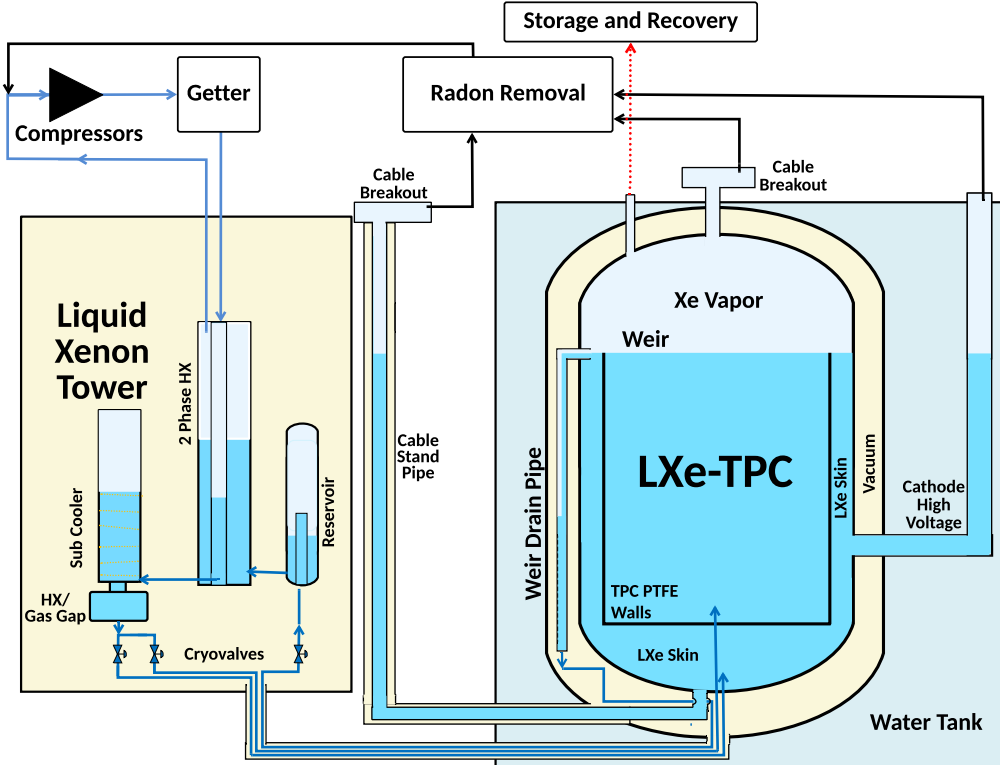 Storage and Recovery
Radon Removal
Getter
Compressors
Cable
Breakout
Cable
Breakout
Liquid
Xenon
Tower
Xe Vapor
Weir
2 Phase HX
Cable
Stand
Pipe
LXe-TPC
LXe Skin
Vacuum
Weir Drain Pipe
Cathode
High
Voltage
Sub Cooler
Reservoir
HX/
Gas Gap
TPC PTFE
Walls
Cryovalves
LXe Skin
Water Tank